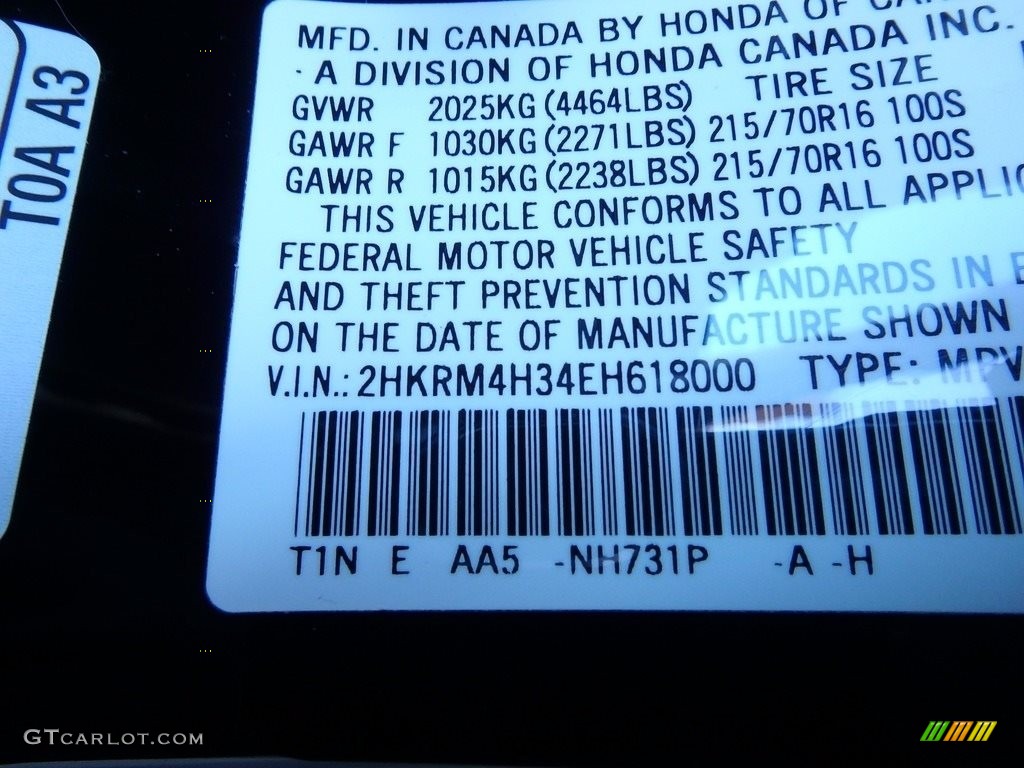 T0A A3
MFD. IN CANADA BY HONDA OF
· A DIVISION OF HONDA CANADA INC.
GVWR 2025KG (4464LBS) TIRE SIZE
GAWR F 1030KG (2271LBS) 215/70R16 100S
GAWR R 1015KG (2238LBS) 215/70R16 100S
THIS VEHICLE CONFORMS TO ALL
FEDERAL MOTOR VEHICLE SAFETY
AND THEFT PREVENTION STANDARDS IN
ON THE DATE OF MANUFACTURE SHOWN
V.I.N.: 2HKRM4H34EH618000 TYPE: MPV
T1N E AA5 -NH731P -A -H
GTCARLOT.COM